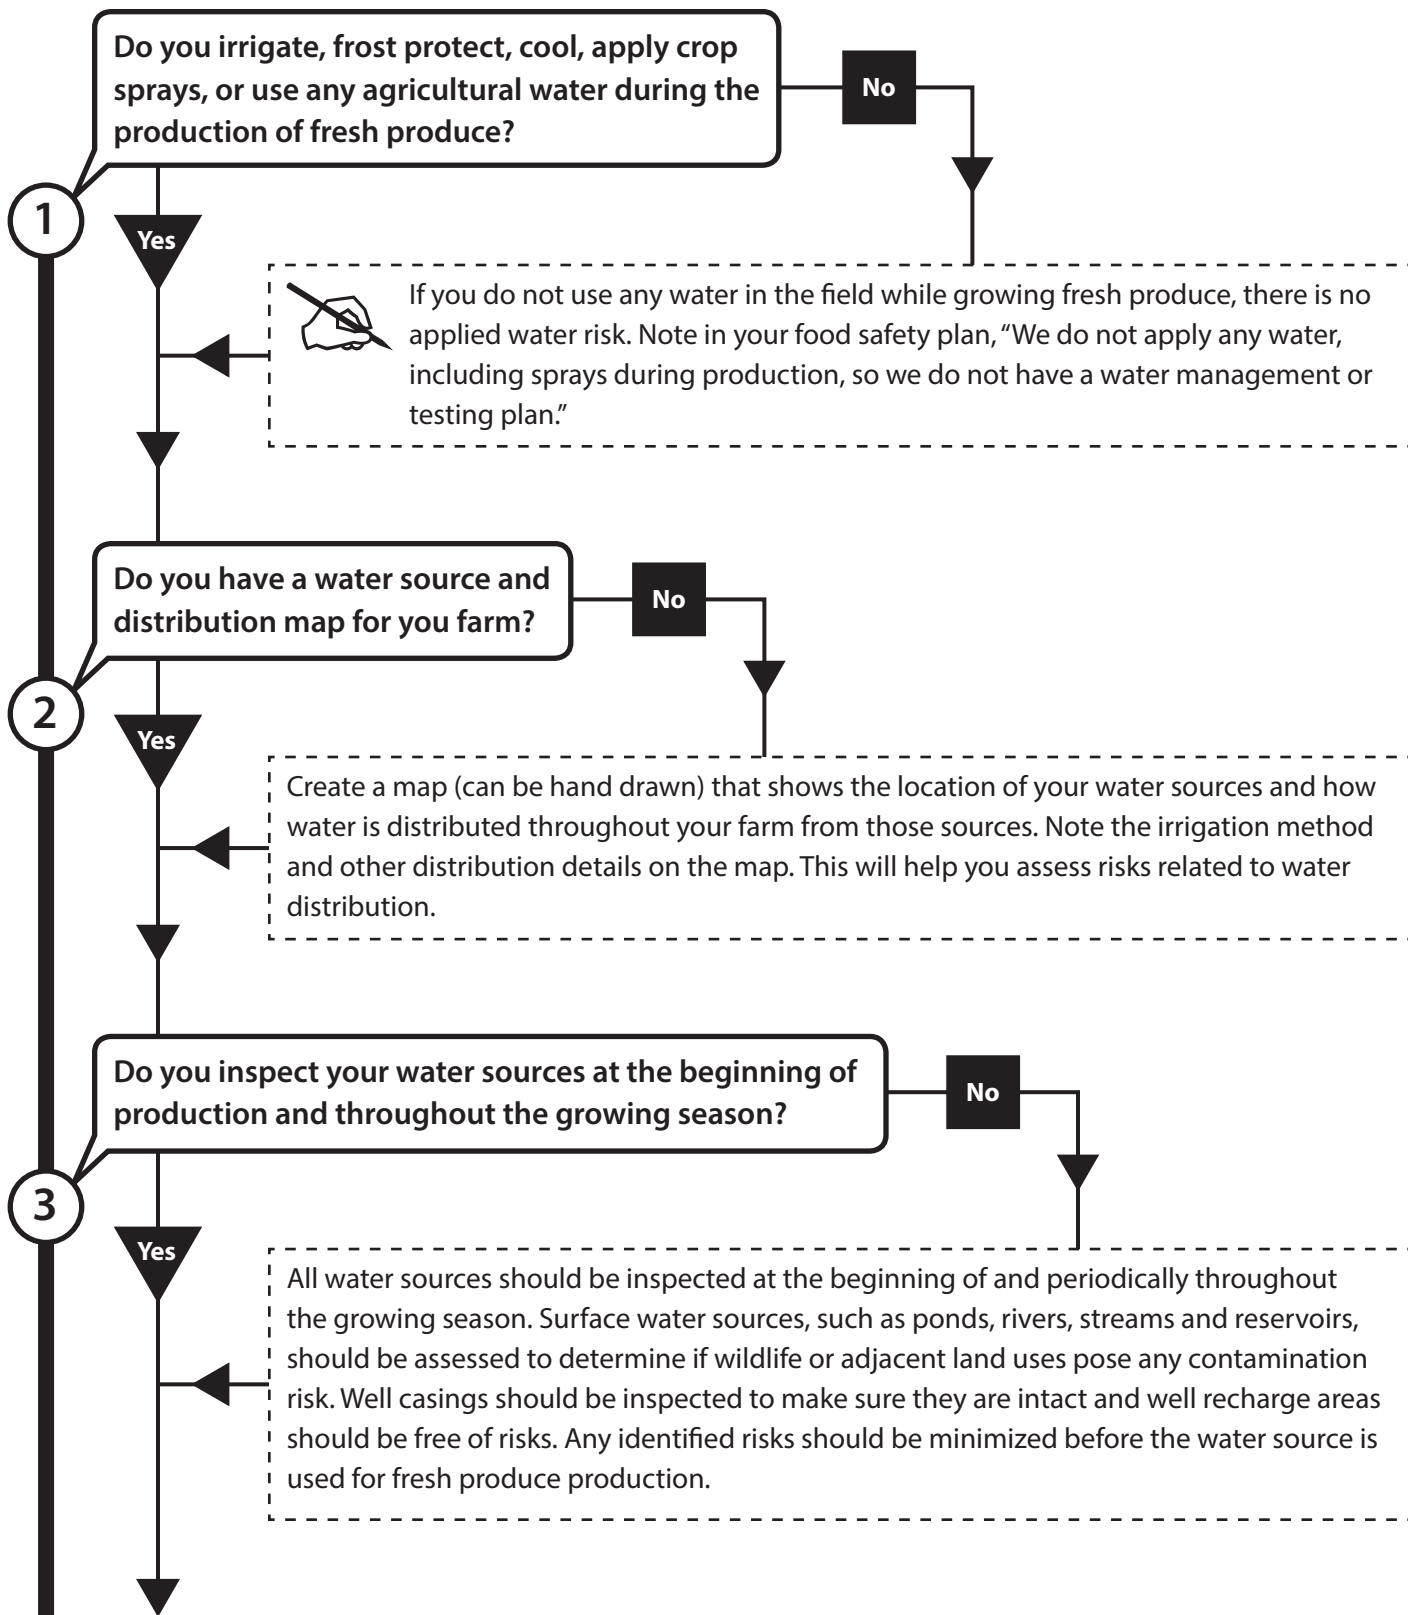 Do you irrigate, frost protect, cool, apply crop
sprays, or use any agricultural water during the
production of fresh produce?
No
1
Yes
If you do not use any water in the field while growing fresh produce, there is no
applied water risk. Note in your food safety plan, “We do not apply any water,
including sprays during production, so we do not have a water management or
testing plan.”
Do you have a water source and
distribution map for you farm?
No
2
Yes
Create a map (can be hand drawn) that shows the location of your water sources and how
water is distributed throughout your farm from those sources. Note the irrigation method
and other distribution details on the map. This will help you assess risks related to water
distribution.
Do you inspect your water sources at the beginning of
production and throughout the growing season?
No
3
Yes
All water sources should be inspected at the beginning of and periodically throughout
the growing season. Surface water sources, such as ponds, rivers, streams and reservoirs,
should be assessed to determine if wildlife or adjacent land uses pose any contamination
risk. Well casings should be inspected to make sure they are intact and well recharge areas
should be free of risks. Any identified risks should be minimized before the water source is
used for fresh produce production.